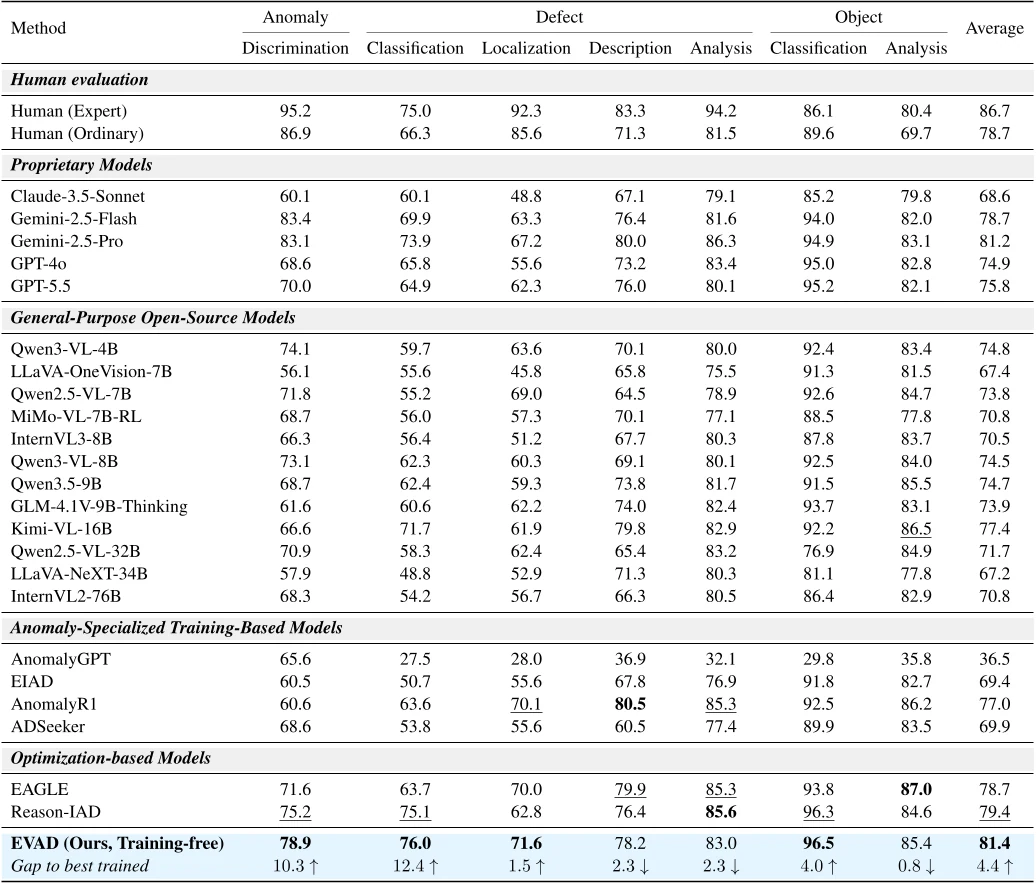 Method Anomaly Defect Object Average
Discrimination Classification Localization Description Analysis Classification Analysis
Human evaluation
Human (Expert) 95.2 75.0 92.3 83.3 94.2 86.1 80.4 86.7
Human (Ordinary) 86.9 66.3 85.6 71.3 81.5 89.6 69.7 78.7
Proprietary Models
Claude-3.5-Sonnet 60.1 60.1 48.8 67.1 79.1 85.2 79.8 68.6
Gemini-2.5-Flash 83.4 69.9 63.3 76.4 81.6 94.0 82.0 78.7
Gemini-2.5-Pro 83.1 73.9 67.2 80.0 86.3 94.9 83.1 81.2
GPT-4o 68.6 65.8 55.6 73.2 83.4 95.0 82.8 74.9
GPT-5.5 70.0 64.9 62.3 76.0 80.1 95.2 82.1 75.8
General-Purpose Open-Source Models
Qwen3-VL-4B 74.1 59.7 63.6 70.1 80.0 92.4 83.4 74.8
LLaVA-OneVision-7B 56.1 55.6 45.8 65.8 75.5 91.3 81.5 67.4
Qwen2.5-VL-7B 71.8 55.2 69.0 64.5 78.9 92.6 84.7 73.8
MiMo-VL-7B-RL 68.7 56.0 57.3 70.1 77.1 88.5 77.8 70.8
InternVL3-8B 66.3 56.4 51.2 67.7 80.3 87.8 83.7 70.5
Qwen3-VL-8B 73.1 62.3 60.3 69.1 80.1 92.5 84.0 74.5
Qwen3.5-9B 68.7 62.4 59.3 73.8 81.7 91.5 85.5 74.7
GLM-4.1V-9B-Thinking 61.6 60.6 62.2 74.0 82.4 93.7 83.1 73.9
Kimi-VL-16B 66.6 71.7 61.9 79.8 82.9 92.2 86.5 77.4
Qwen2.5-VL-32B 70.9 58.3 62.4 65.4 83.2 76.9 84.9 71.7
LLaVA-NeXT-34B 57.9 48.8 52.9 71.3 80.3 81.1 77.8 67.2
InternVL2-76B 68.3 54.2 56.7 66.3 80.5 86.4 82.9 70.8
Anomaly-Specialized Training-Based Models
AnomalyGPT 65.6 27.5 28.0 36.9 32.1 29.8 35.8 36.5
EIAD 60.5 50.7 55.6 67.8 76.9 91.8 82.7 69.4
AnomalyR1 60.6 63.6 70.1 80.5 85.3 92.5 86.2 77.0
ADSeeker 68.6 53.8 55.6 60.5 77.4 89.9 83.5 69.9
Optimization-based Models
EAGLE 71.6 63.7 70.0 79.9 85.3 93.8 87.0 78.7
Reason-IAD 75.2 75.1 62.8 76.4 85.6 96.3 84.6 79.4
EVAD (Ours, Training-free) 78.9 76.0 71.6 78.2 83.0 96.5 85.4 81.4
Gap to best trained 10.3 ↑ 12.4 ↑ 1.5 ↑ 2.3 ↓ 2.3 ↓ 4.0 ↑ 0.8 ↓ 4.4 ↑